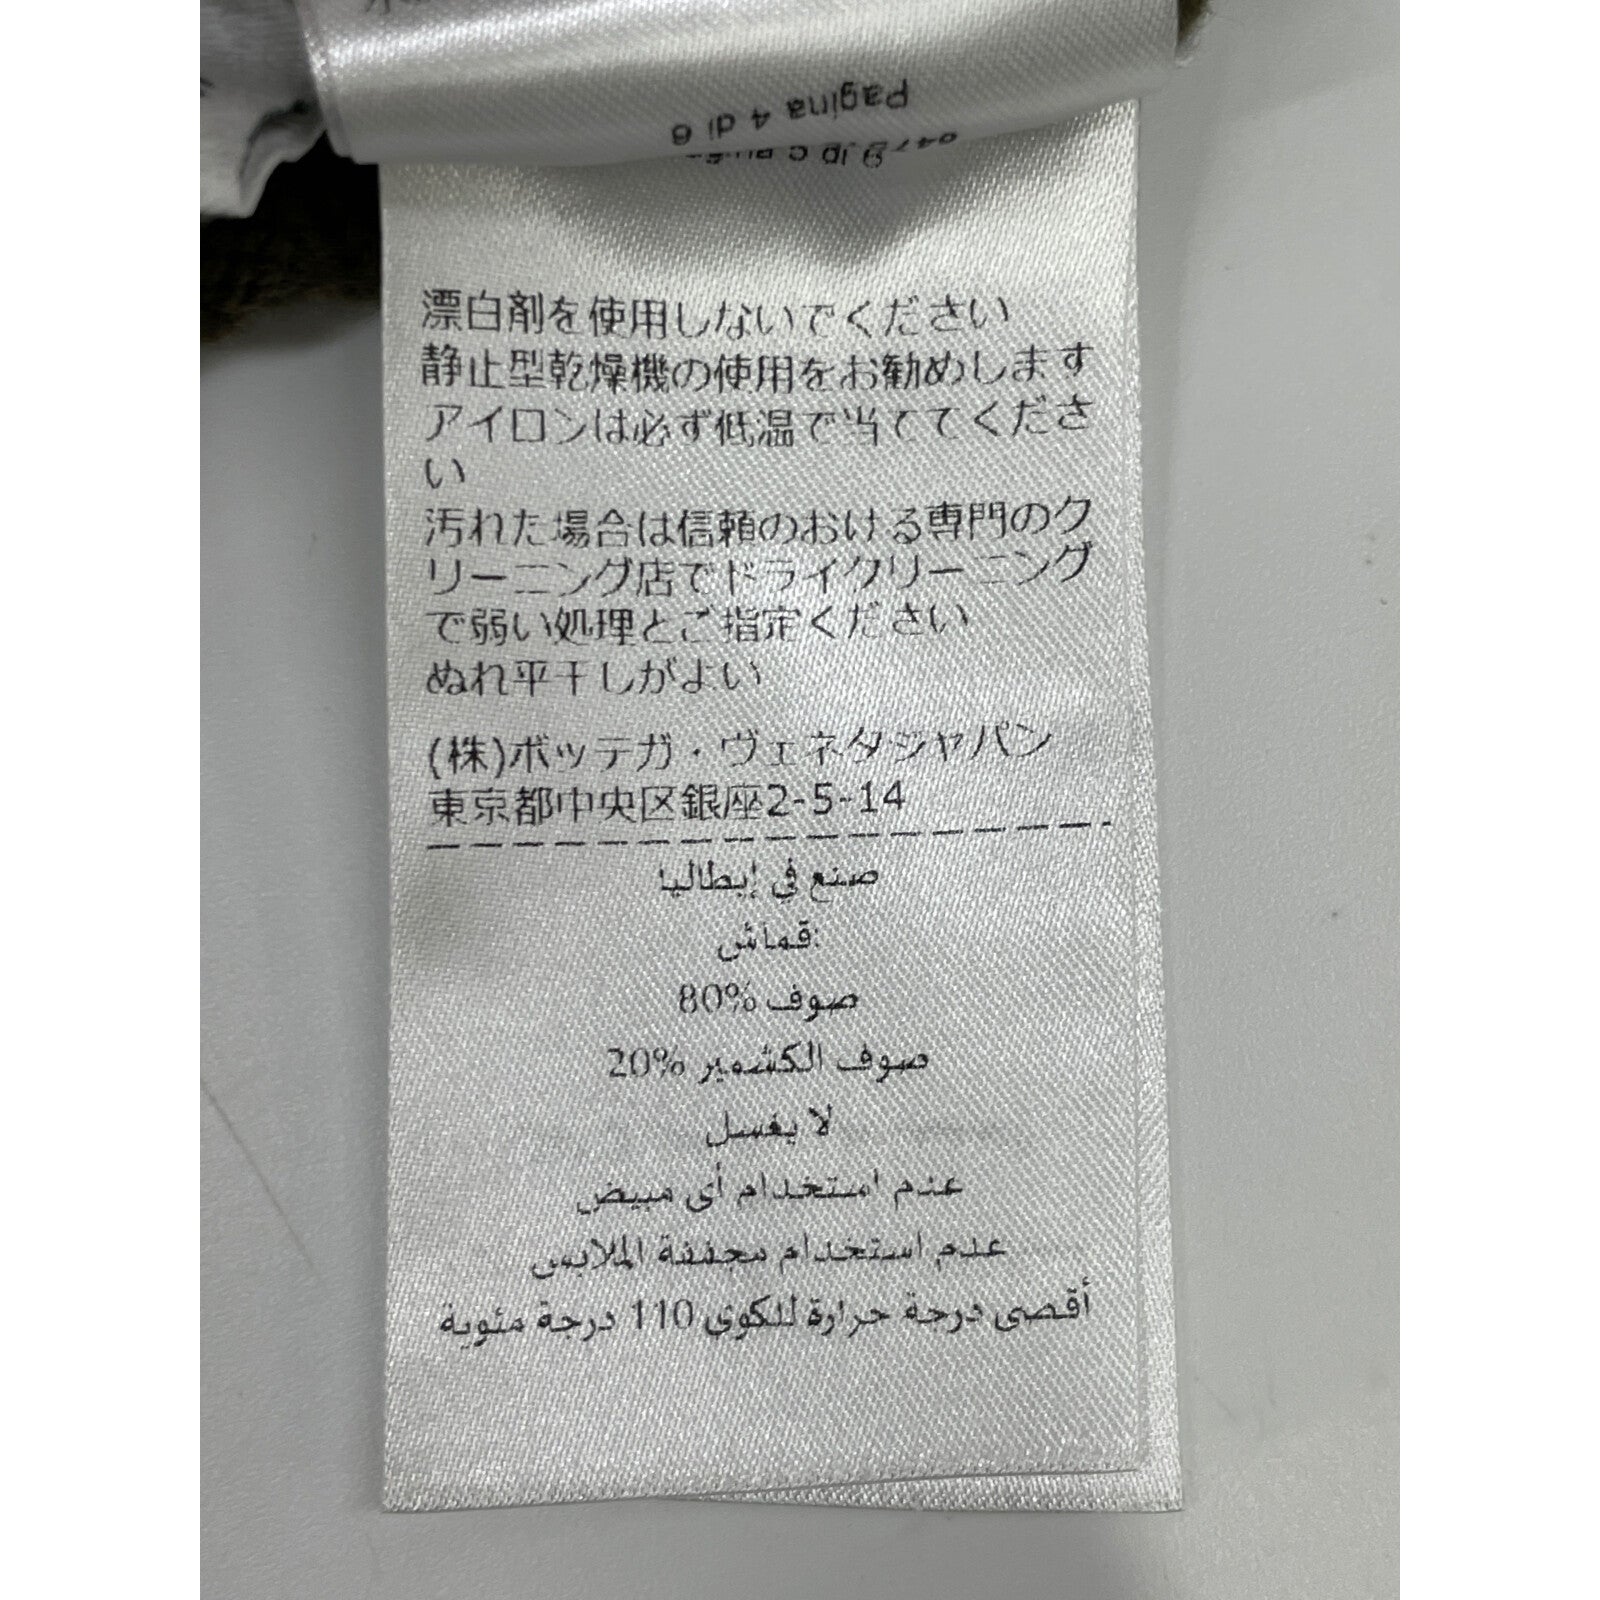 Pagina 4 di 6
漂白剤を使用しないでください
静止型乾燥機の使用をお勧めします
アイロンは必ず低温で当ててくださ
い
汚れた場合は信頼のおける専門のク
リーニング店でドライクリーニング
で弱い処理とご指定ください
ぬれ平干しがよい
(株)ボッテガ・ヴェネタジャパン
東京都中央区銀座2-5-14
صنع في إيطاليا
قماش:
80% صوف
20% صوف الكشمير
لا يغسل
عدم استخدام أى مبيض
عدم استخدام مجففة الملابس
أقصى درجة حرارة للكوي 110 درجة مئوية